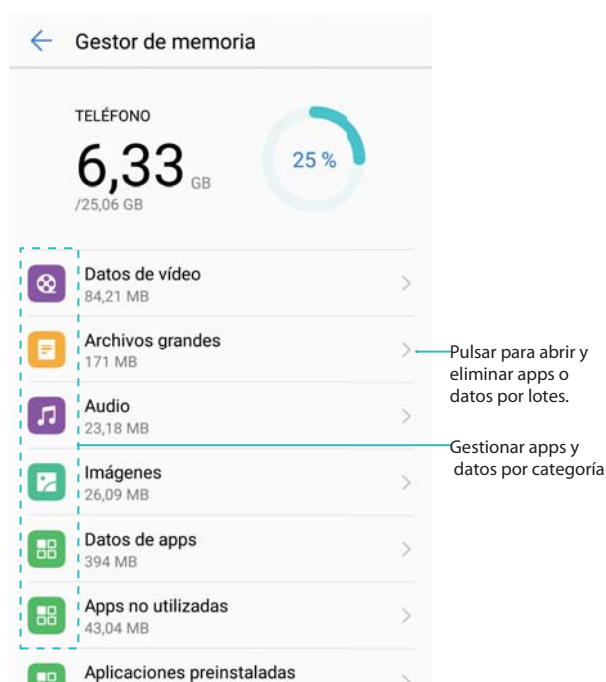 Gestor de memoria
TELÉFONO
6,33 GB
/25,06 GB
25 %
Datos de vídeo
84,21 MB
Archivos grandes
171 MB
Pulsar para abrir y
eliminar apps o
datos por lotes.
Audio
23,18 MB
Gestionar apps y
datos por categoría
Imágenes
26,09 MB
Datos de apps
394 MB
Apps no utilizadas
43,04 MB
Aplicaciones preinstaladas